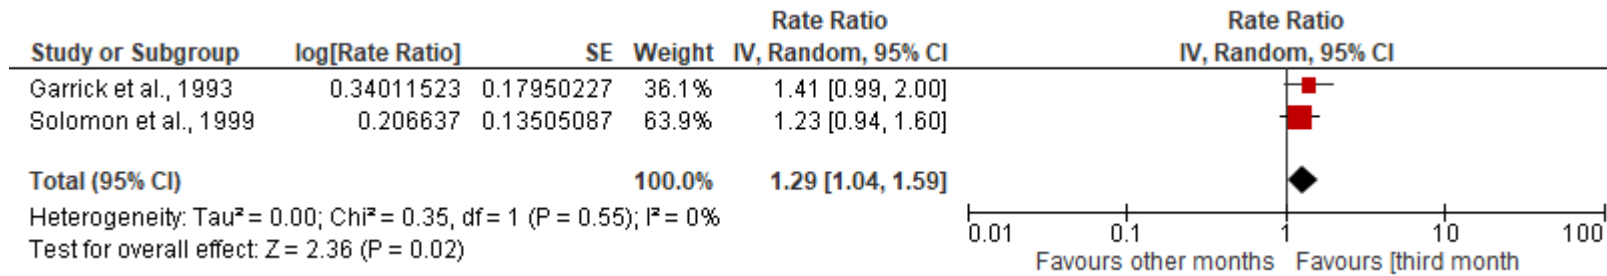 Rate Ratio Rate Ratio
Study or Subgroup log[Rate Ratio] SE Weight IV, Random, 95% CI IV, Random, 95% CI
Garrick et al., 1993 0.34011523 0.17950227 36.1% 1.41 [0.99, 2.00]
Solomon et al., 1999 0.206637 0.13505087 63.9% 1.23 [0.94, 1.60]
Total (95% CI) 100.0% 1.29 [1.04, 1.59]
Heterogeneity: Tau² = 0.00; Chi² = 0.35, df = 1 (P = 0.55); I² = 0%
Test for overall effect: Z = 2.36 (P = 0.02)
0.01 0.1 1 10 100
Favours other months Favours [third month